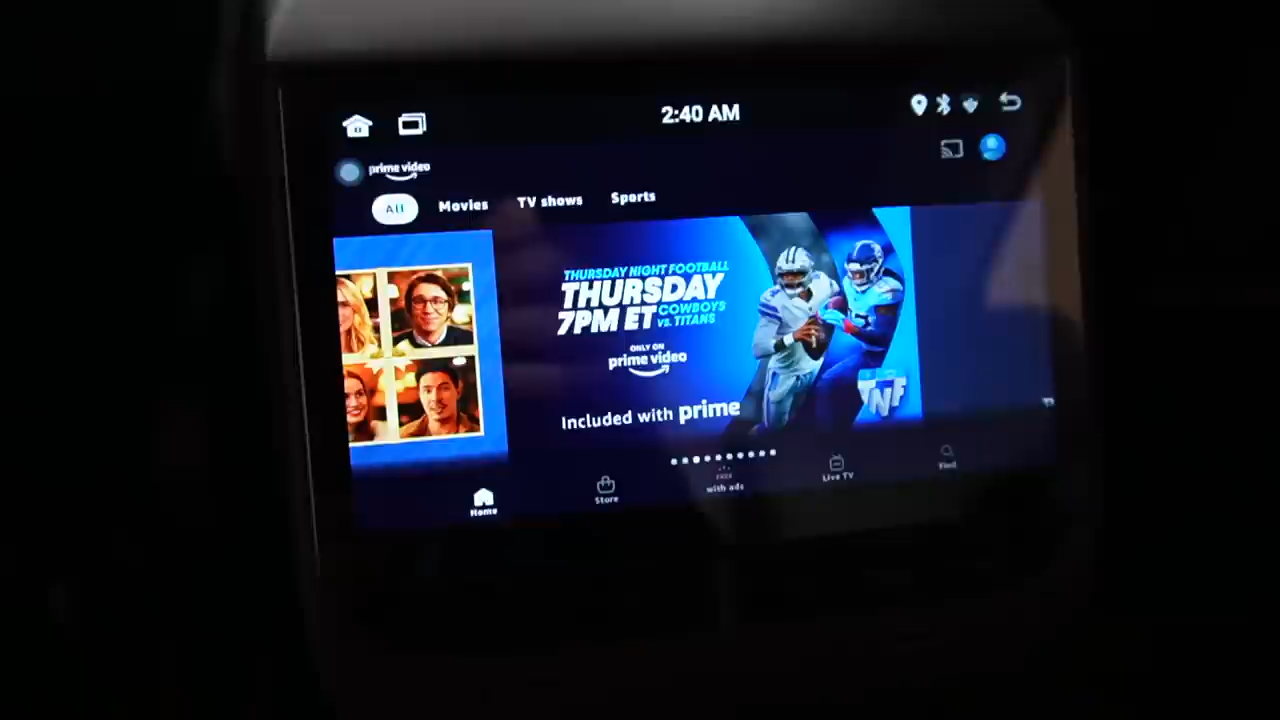 2:40 AM
prime video
All Movies TV shows Sports
THURSDAY NIGHT FOOTBALL
THURSDAY
7PM ET COWBOYS
VS. TITANS
ONLY ON
prime video
Included with prime
TNF
Home
Store
FREE
with ads
Live TV
Find